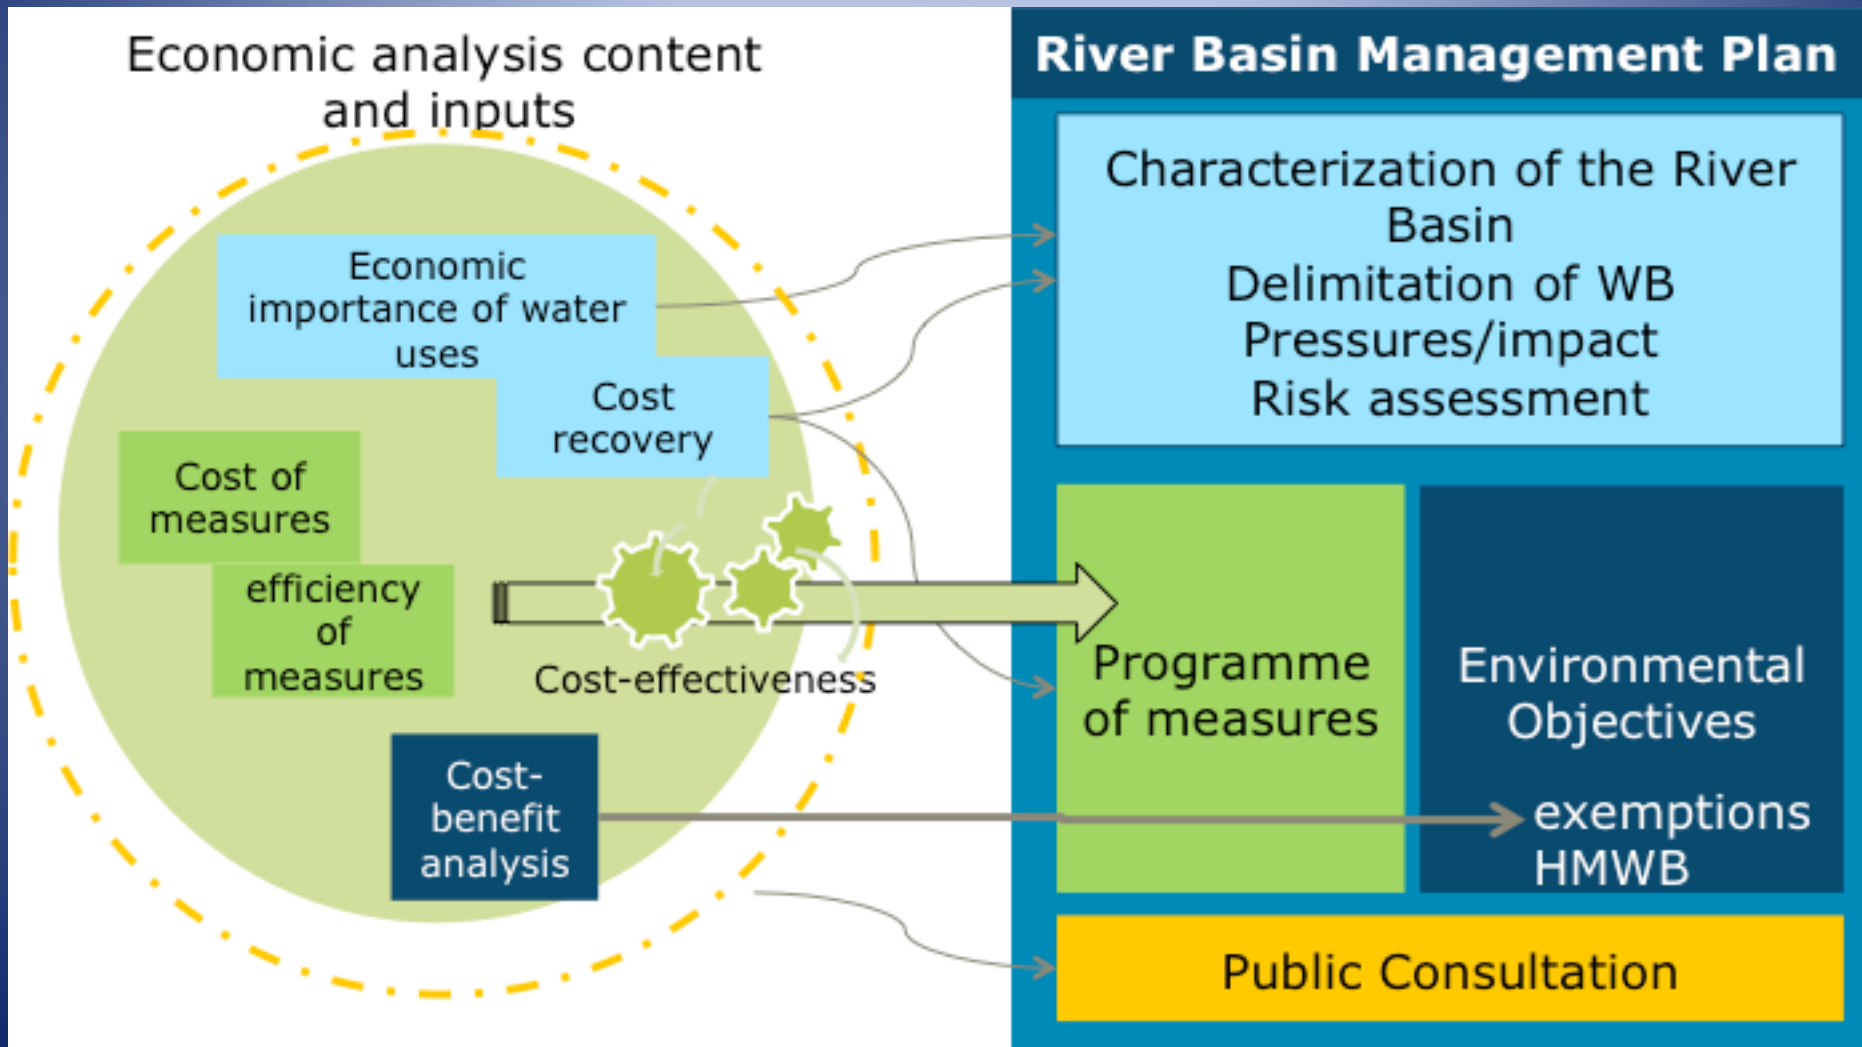 Economic analysis content
and inputs
Economic
importance of water
uses
Cost
recovery
Cost of
measures
efficiency
of
measures
Cost-effectiveness
Cost-
benefit
analysis
River Basin Management Plan
Characterization of the River
Basin
Delimitation of WB
Pressures/impact
Risk assessment
Programme
of measures
Environmental
Objectives
exemptions
HMWB
Public Consultation